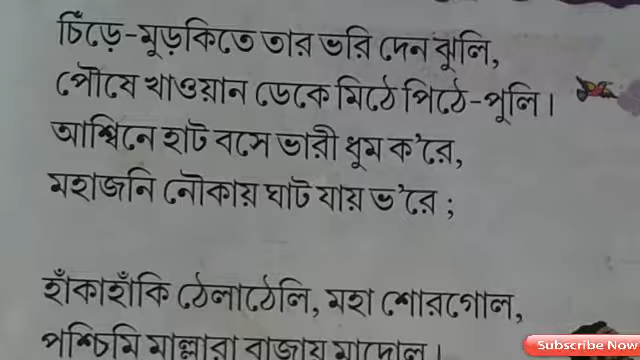 চিঁড়ে-মুড়কিতে তার ভরি দেন ঝুলি,
পৌষে খাওয়ান ডেকে মিঠে পিঠে-পুলি।
আশ্বিনে হাট বসে ভারী ধুম ক'রে,
মহাজনি নৌকায় ঘাট যায় ভ'রে;
হাঁকাহাঁকি ঠেলাঠেলি, মহা শোরগোল,
পশ্চিমি মাল্লারা বাজায় মাদোল।
Subscribe Now